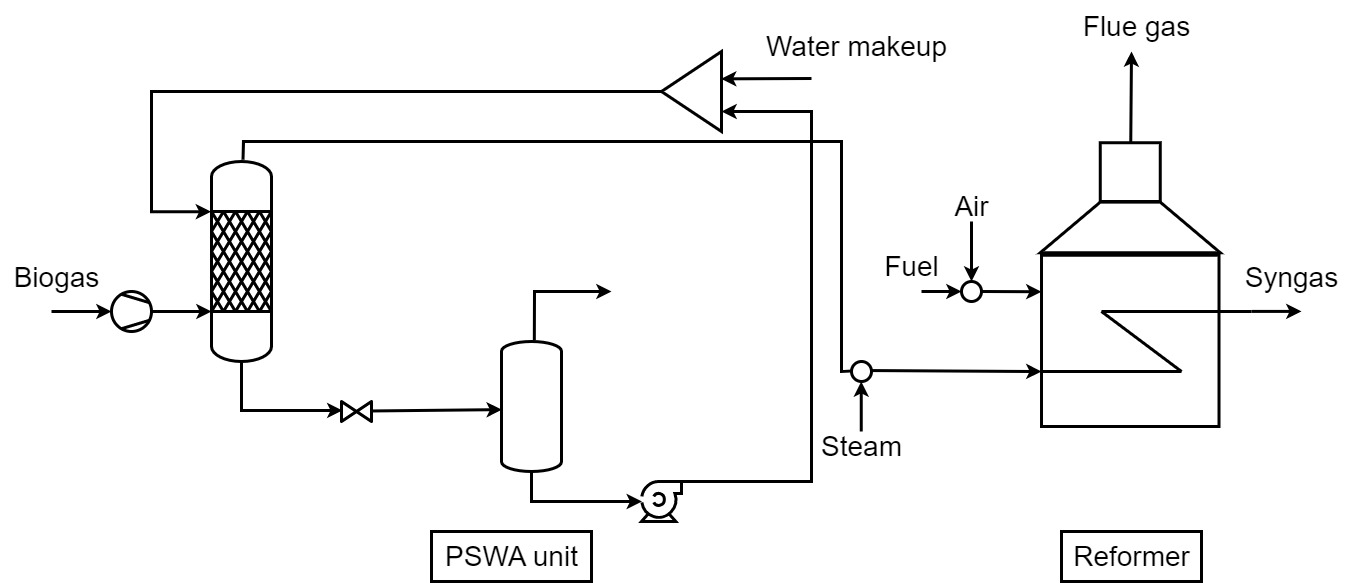 Flue gas
Water makeup
Air
Fuel
Biogas
Syngas
Steam
PSWA unit
Reformer